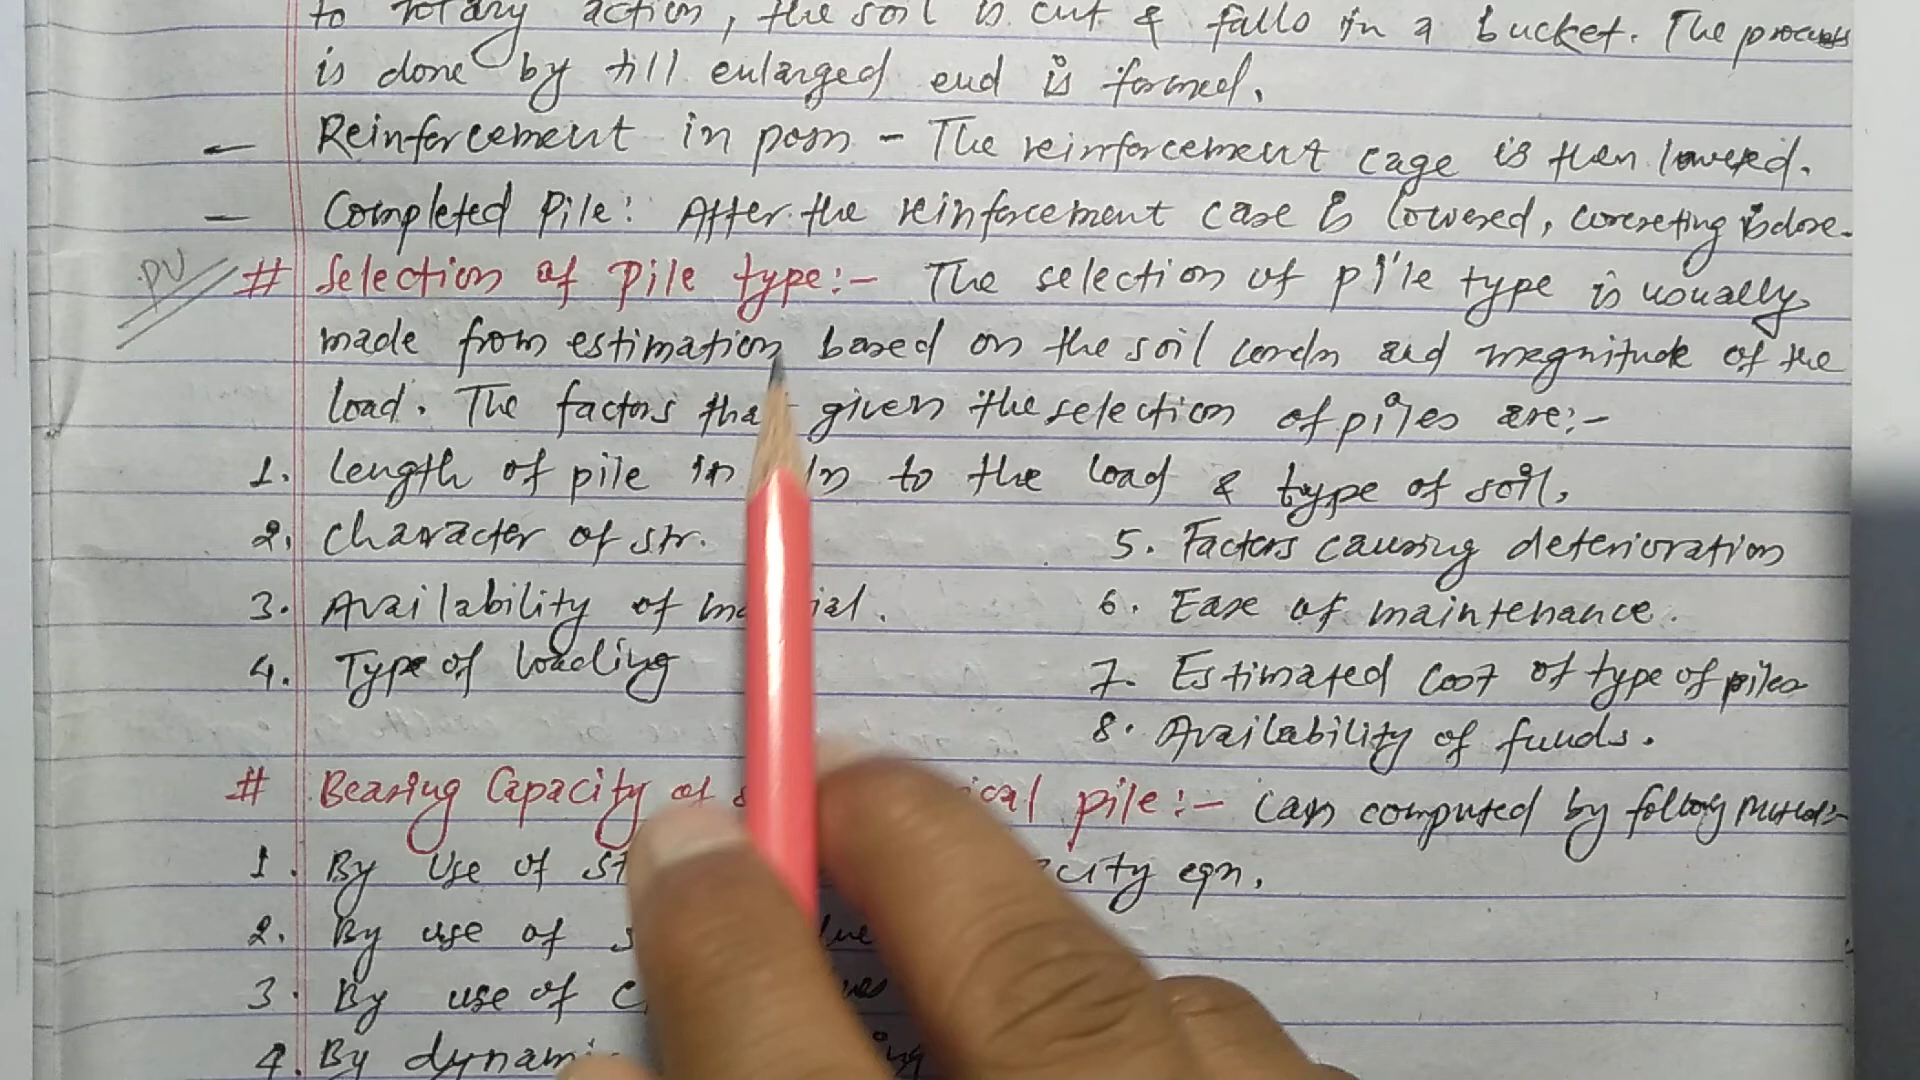 to rotary action, the soil is cut & falls in a bucket. The process
is done by till enlarged end is formed.
- Reinforcement in posn - The reinforcement cage is then lowered.
- Completed Pile: After the reinforcement case is lowered, concreting is done.
PU # Selection of Pile type:- The selection of pile type is usually
made from estimation based on the soil condn and magnitude of the
load. The factors that given the selection of piles are:-
1. length of pile in to the load & type of soil.
2. Character of str.
3. Availability of material.
4. Type of loading
5. Factors causing deterioration
6. Ease of maintenance.
7. Estimated cost of type of piles
8. Availability of funds.
# Bearing Capacity of pile:- can computed by
1. By use of eqn.
2. By use of
3. By use of
4. By